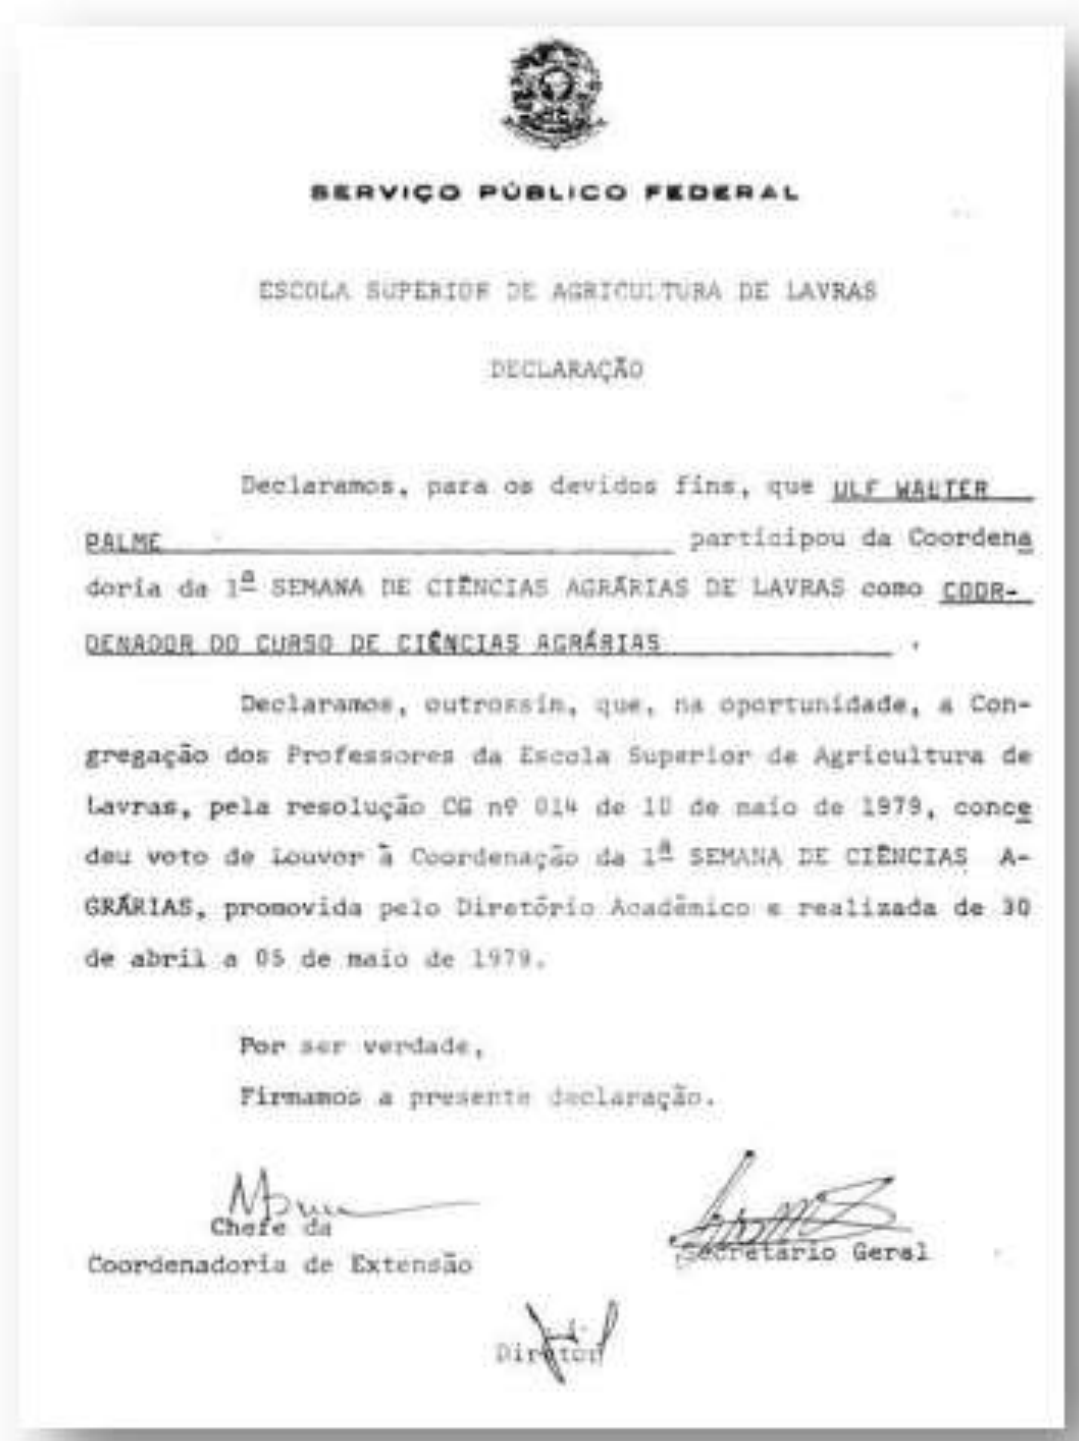 SERVIÇO PÚBLICO FEDERAL
ESCOLA SUPERIOR DE AGRICULTURA DE LAVRAS
DECLARAÇÃO
Declaramos, para os devidos fins, que ULF WALTER
PALME participou da Coordena
doria da 1ª SEMANA DE CIÊNCIAS AGRÁRIAS DE LAVRAS como COOR-
DENADOR DO CURSO DE CIÊNCIAS AGRÁRIAS .
Declaramos, outrossim, que, na oportunidade, a Con-
gregação dos Professores da Escola Superior de Agricultura de
Lavras, pela resolução CG nº 014 de 10 de maio de 1979, conce
deu voto de Louvor à Coordenação da 1ª SEMANA DE CIÊNCIAS A-
GRÁRIAS, promovida pelo Diretório Acadêmico e realizada de 30
de abril a 05 de maio de 1979.
Por ser verdade,
Firmamos a presente declaração.
Chefe da
Coordenadoria de Extensão
Secretário Geral
Diretor